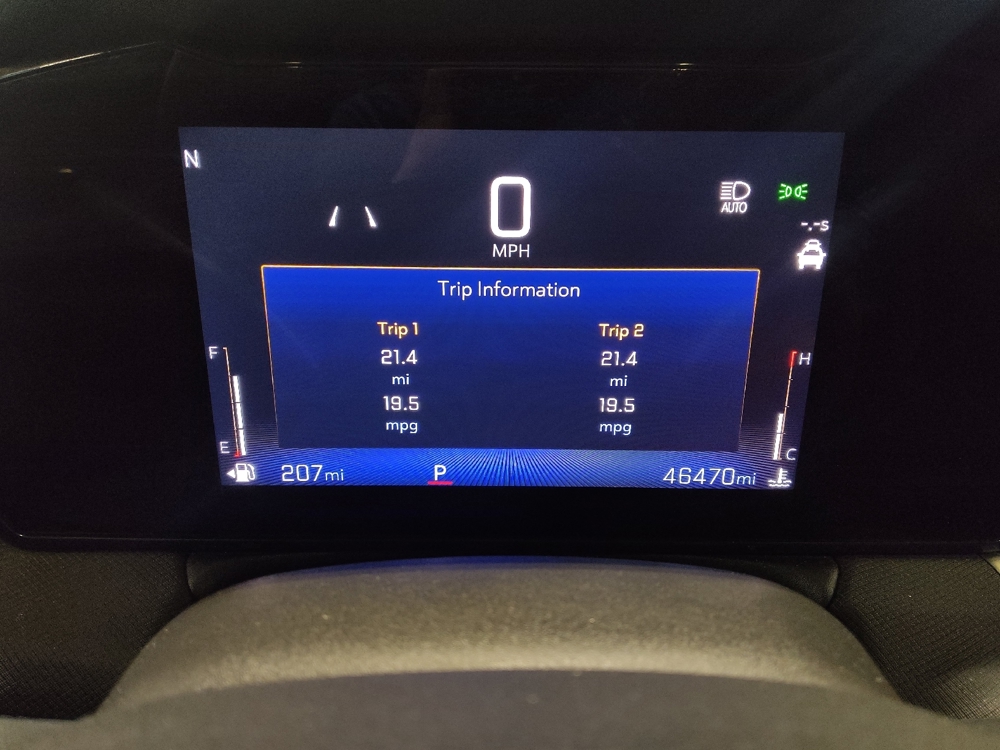 N
0
MPH
AUTO
-.-s
Trip Information
Trip 1 Trip 2
21.4 21.4
mi mi
19.5 19.5
mpg mpg
F H
E C
207mi P 46470mi